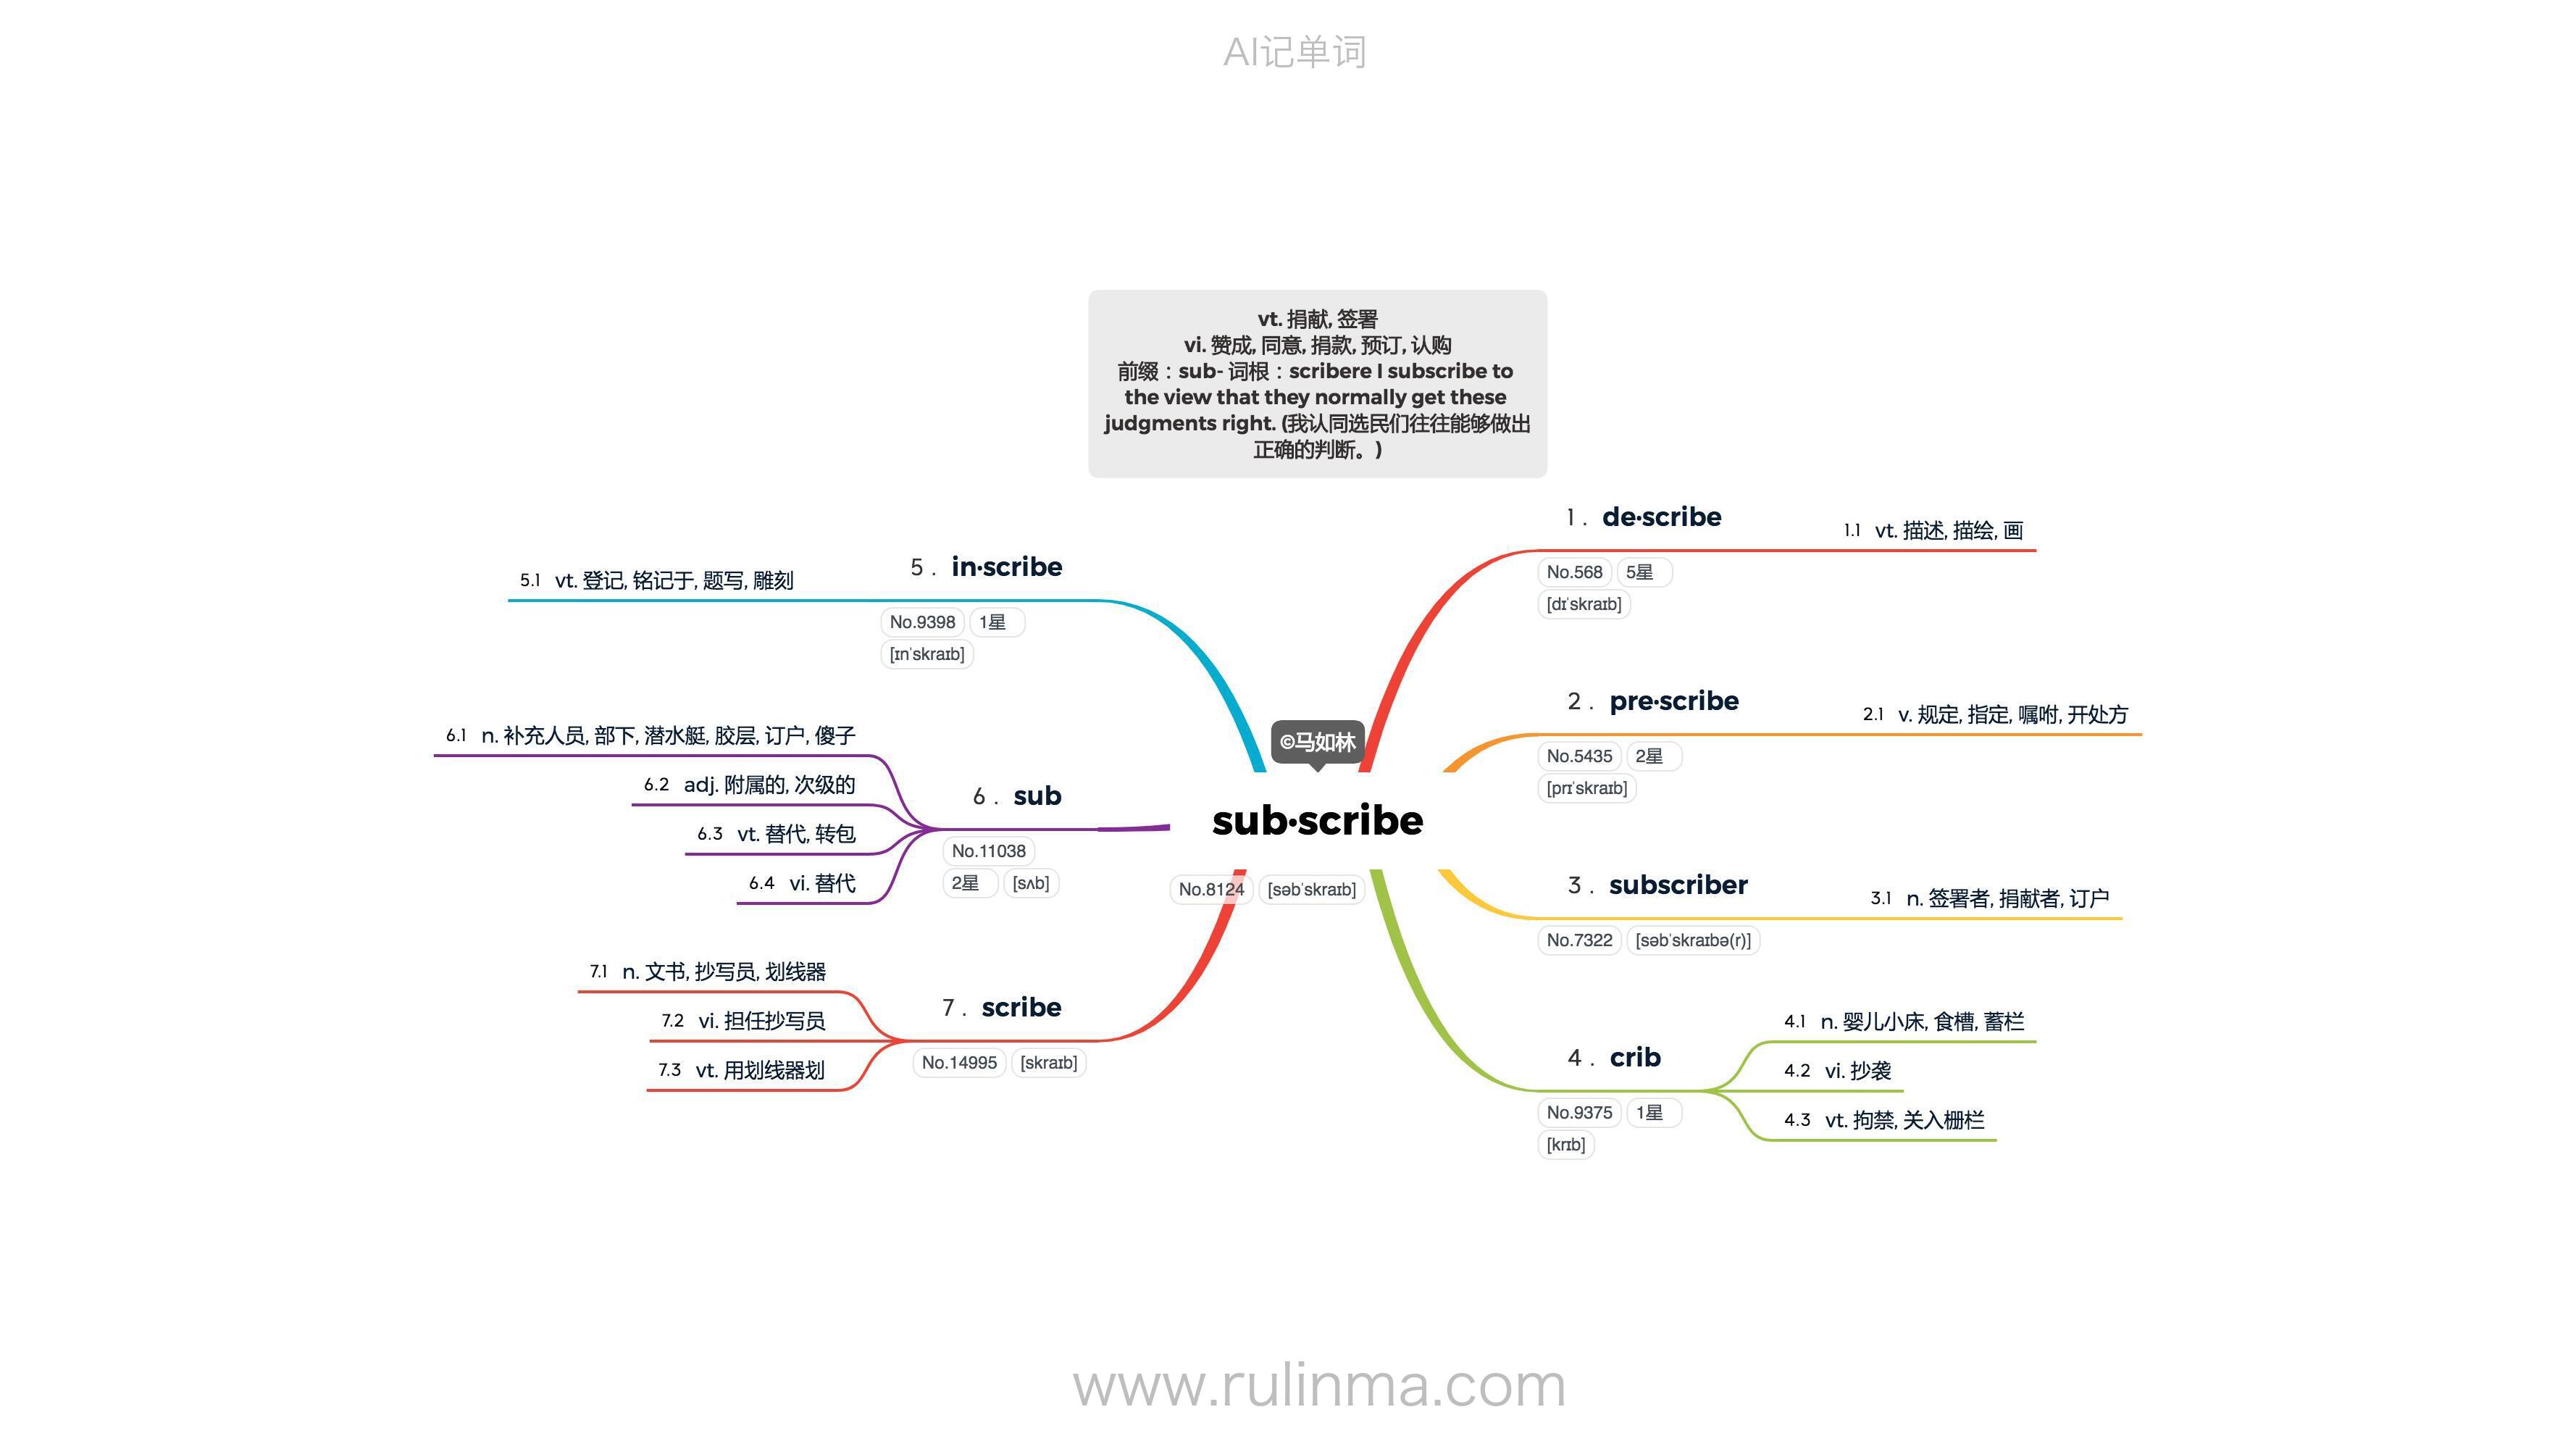 AI记单词
vt. 捐献, 签署
vi. 赞成, 同意, 捐款, 预订, 认购
前缀：sub- 词根：scribere I subscribe to
the view that they normally get these
judgments right. (我认同选民们往往能够做出
正确的判断。)
©马如林
sub·scribe
No.8124 [səbˈskraɪb]
1. de·scribe
No.568 5星
[dɪˈskraɪb]
1.1 vt. 描述, 描绘, 画
2. pre·scribe
No.5435 2星
[prɪˈskraɪb]
2.1 v. 规定, 指定, 嘱咐, 开处方
3. subscriber
No.7322 [səbˈskraɪbə(r)]
3.1 n. 签署者, 捐献者, 订户
4. crib
No.9375 1星
[krɪb]
4.1 n. 婴儿小床, 食槽, 蓄栏
4.2 vi. 抄袭
4.3 vt. 拘禁, 关入栅栏
5. in·scribe
No.9398 1星
[ɪnˈskraɪb]
5.1 vt. 登记, 铭记于, 题写, 雕刻
6. sub
No.11038
2星 [sʌb]
6.1 n. 补充人员, 部下, 潜水艇, 胶层, 订户, 傻子
6.2 adj. 附属的, 次级的
6.3 vt. 替代, 转包
6.4 vi. 替代
7. scribe
No.14995 [skraɪb]
7.1 n. 文书, 抄写员, 划线器
7.2 vi. 担任抄写员
7.3 vt. 用划线器划
www.rulinma.com